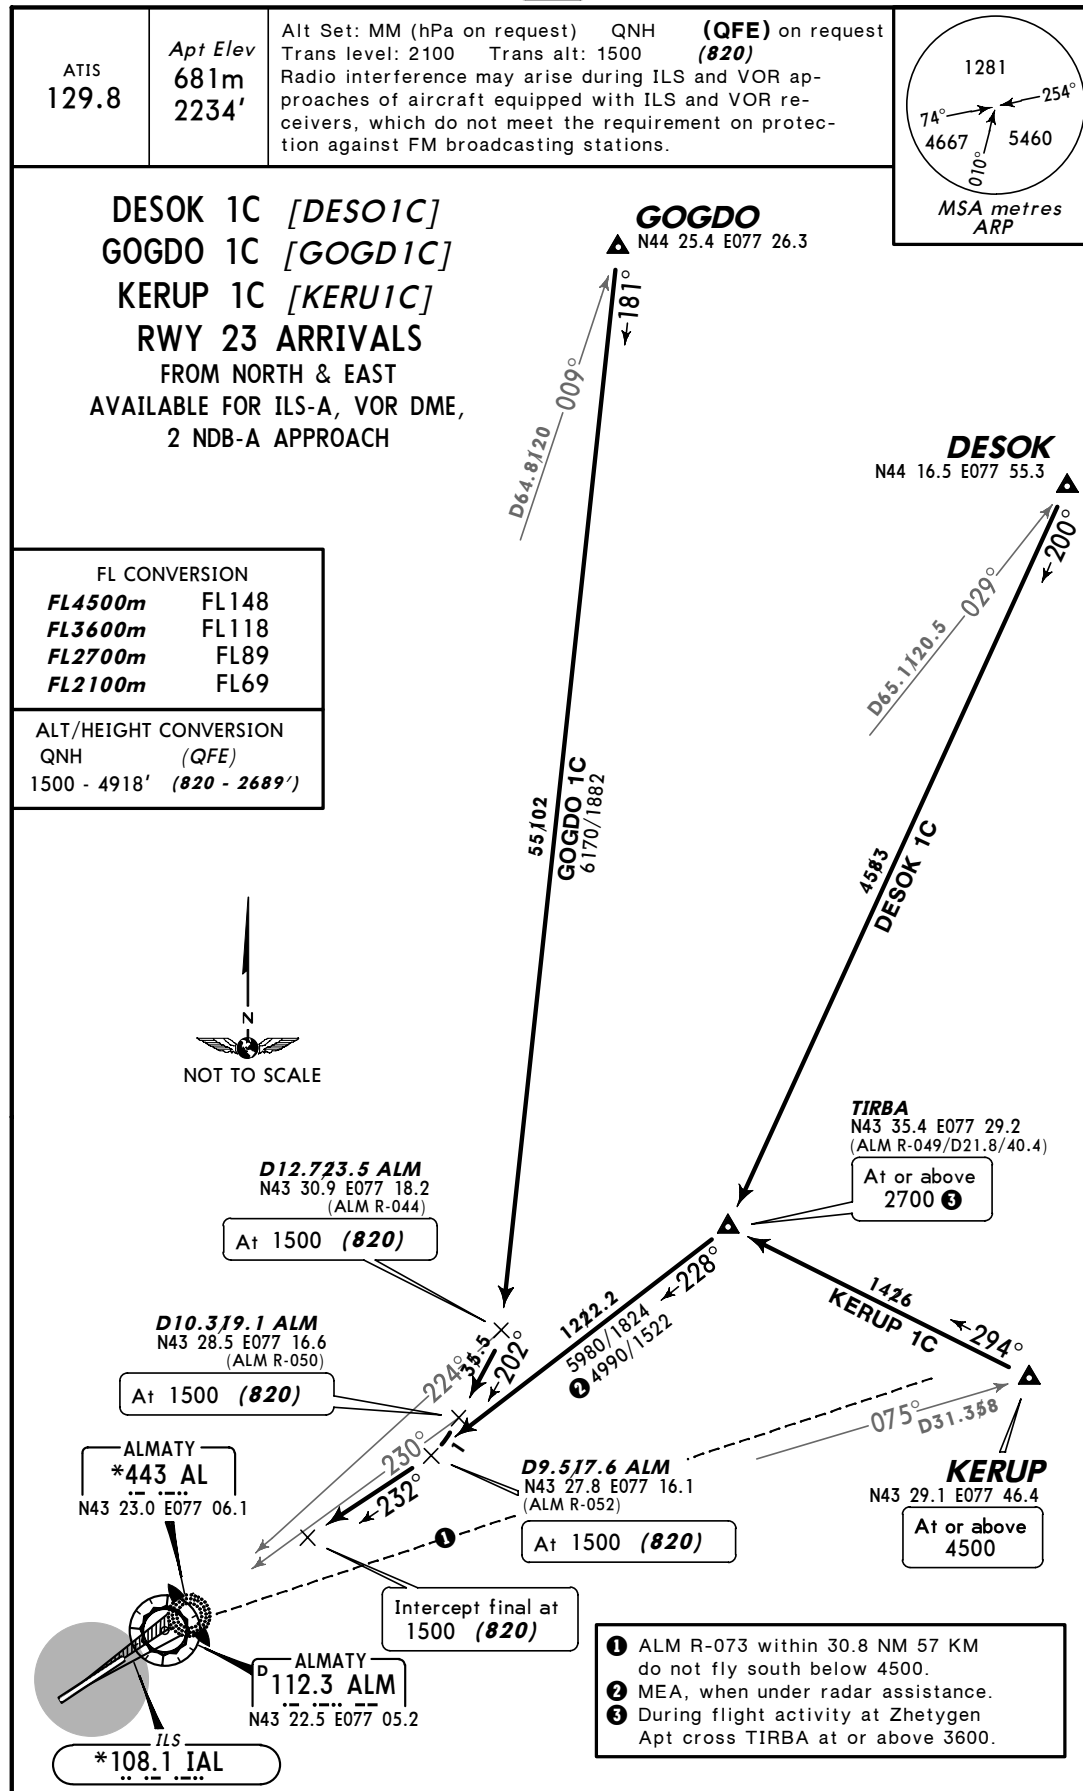 ATIS
129.8
Apt Elev
681m
2234'
Alt Set: MM (hPa on request) QNH (QFE) on request
Trans level: 2100 Trans alt: 1500 (820)
Radio interference may arise during ILS and VOR ap-
proaches of aircraft equipped with ILS and VOR re-
ceivers, which do not meet the requirement on protec-
tion against FM broadcasting stations.
1281
254°
74°
4667
5460
010°
MSA metres
ARP
DESOK 1C [DESO1C]
GOGDO 1C [GOGD1C]
KERUP 1C [KERU1C]
RWY 23 ARRIVALS
FROM NORTH & EAST
AVAILABLE FOR ILS-A, VOR DME,
2 NDB-A APPROACH
GOGDO
N44 25.4 E077 26.3
181°
009°
D64.8/120
DESOK
N44 16.5 E077 55.3
200°
029°
D65.1/120.5
FL CONVERSION
FL4500m FL148
FL3600m FL118
FL2700m FL89
FL2100m FL69
ALT/HEIGHT CONVERSION
QNH (QFE)
1500 - 4918' (820 - 2689')
55/102
GOGDO 1C
6170/1882
45/83
DESOK 1C
N
NOT TO SCALE
TIRBA
N43 35.4 E077 29.2
(ALM R-049/D21.8/40.4)
At or above
2700 3
D12.7/23.5 ALM
N43 30.9 E077 18.2
(ALM R-044)
At 1500 (820)
228°
12/22.2
5980/1824
2 4990/1522
14/26
KERUP 1C
294°
D10.3/19.1 ALM
N43 28.5 E077 16.6
(ALM R-050)
At 1500 (820)
224°
3/5.5
202°
230°
1
232°
075°
D31.3/58
KERUP
N43 29.1 E077 46.4
At or above
4500
D9.5/17.6 ALM
N43 27.8 E077 16.1
(ALM R-052)
At 1500 (820)
ALMATY
*443 AL
N43 23.0 E077 06.1
1
Intercept final at
1500 (820)
D
ALMATY
112.3 ALM
N43 22.5 E077 05.2
ILS
*108.1 IAL
1 ALM R-073 within 30.8 NM 57 KM
do not fly south below 4500.
2 MEA, when under radar assistance.
3 During flight activity at Zhetygen
Apt cross TIRBA at or above 3600.